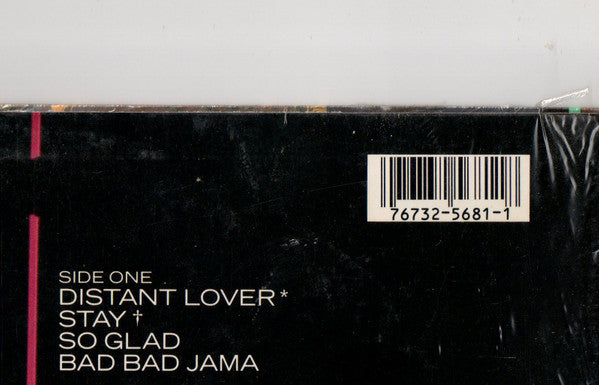 76732-5681-1
SIDE ONE
DISTANT LOVER*
STAY †
SO GLAD
BAD BAD JAMA